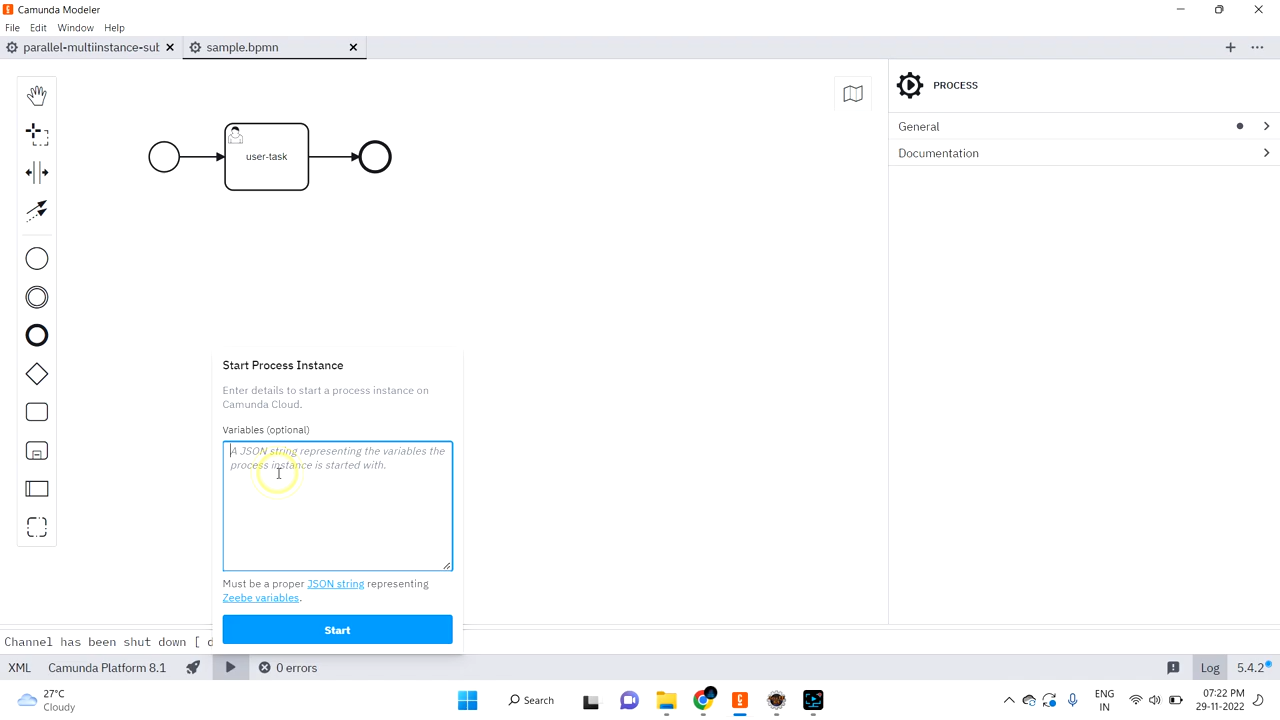 Camunda Modeler
File Edit Window Help
parallel-multiinstance-sub
sample.bpmn
PROCESS
General
Documentation
user-task
Start Process Instance
Enter details to start a process instance on
Camunda Cloud.
Variables (optional)
A JSON string representing the variables the
process instance is started with.
Must be a proper JSON string representing
Zeebe variables.
Start
Channel has been shut down [ d
XML Camunda Platform 8.1 0 errors Log 5.4.2
27°C
Cloudy
Search
ENG
IN
07:22 PM
29-11-2022